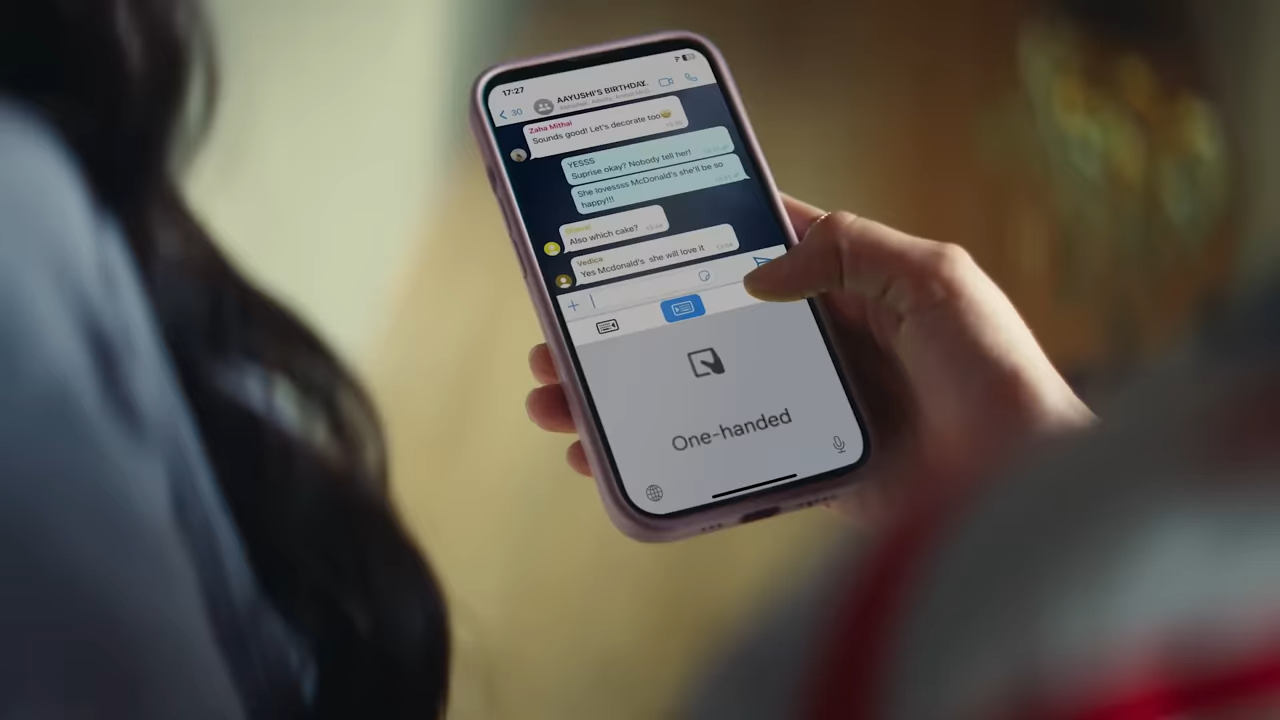 17:27
30
AAYUSHI'S BIRTHDAY.
Zaha Mithai
Sounds good! Let's decorate too😄
YESSS
Suprise okay? Nobody tell her!
She lovessss McDonald's she'll be so
happy!!!
Also which cake?
Vedica
Yes Mcdonald's she will love it
One-handed